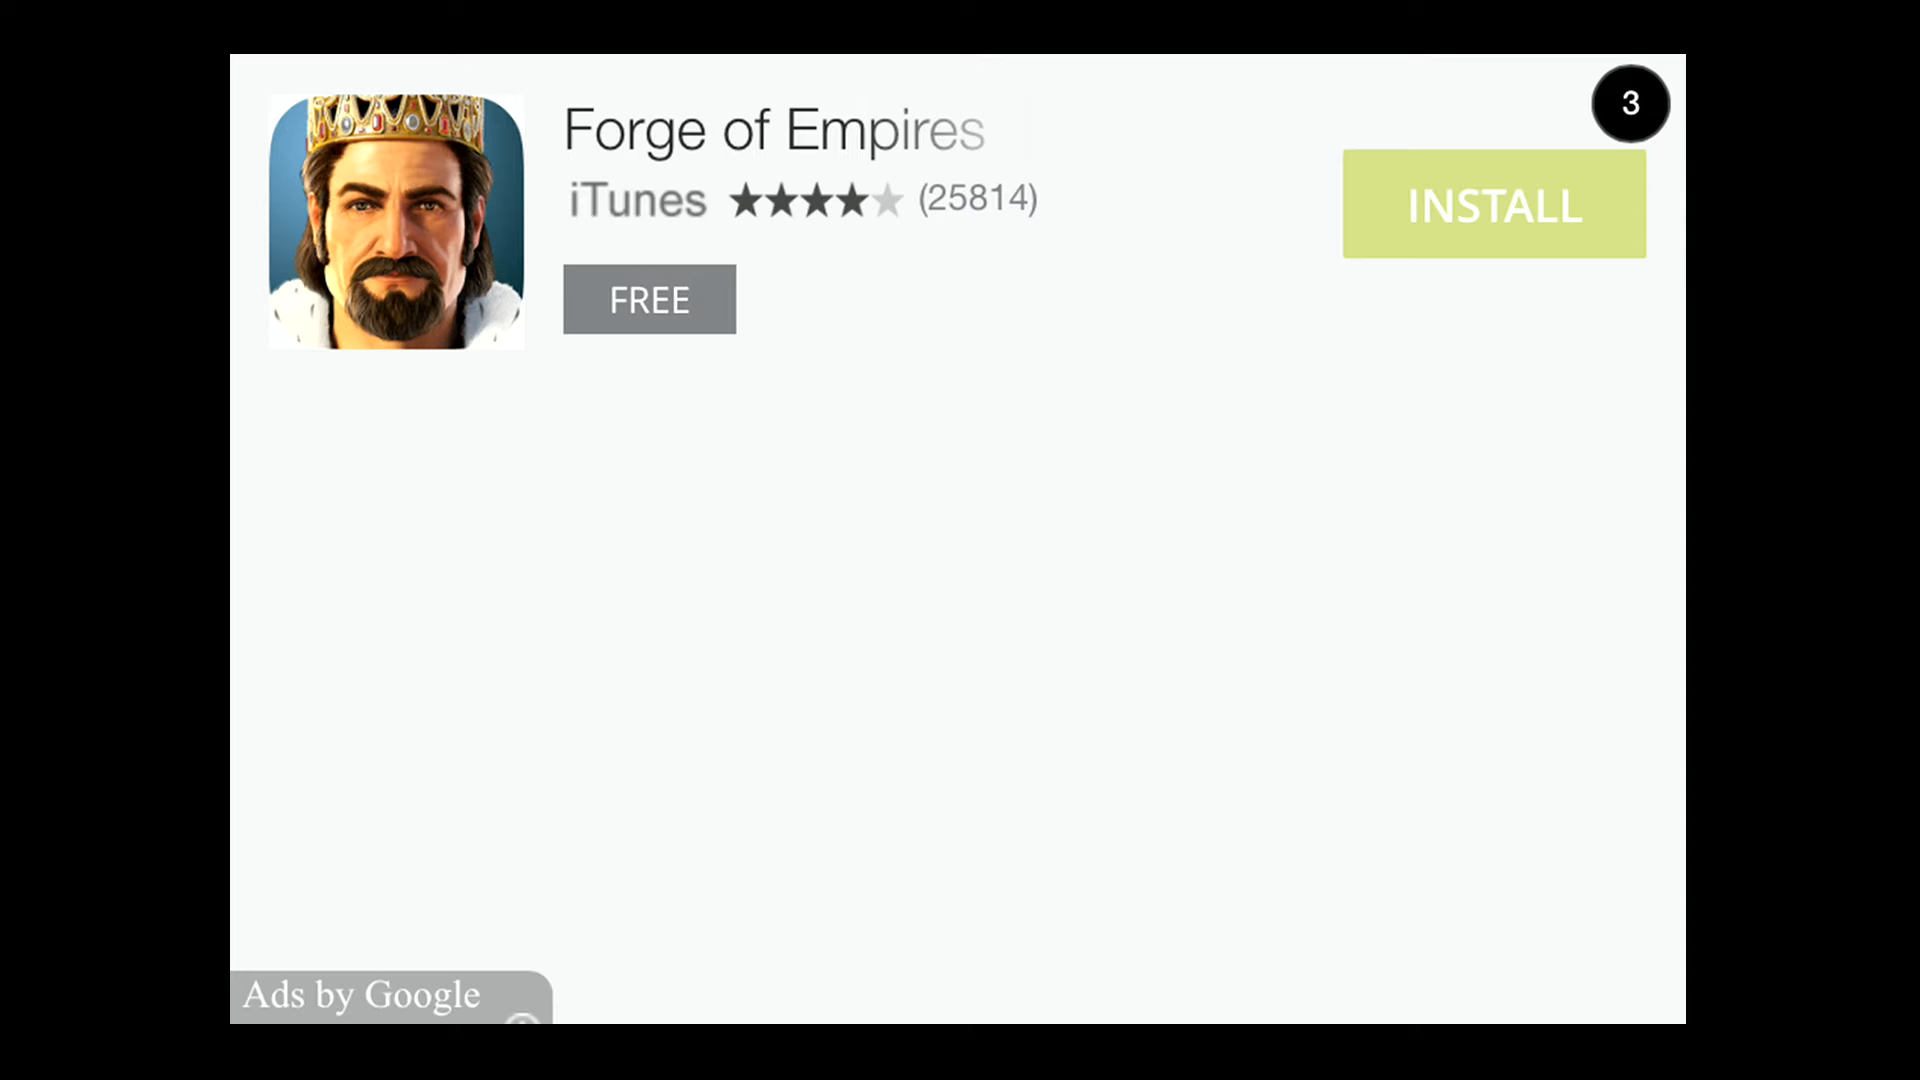 3
Forge of Empires
iTunes ★★★★★ (25814)
INSTALL
FREE
Ads by Google